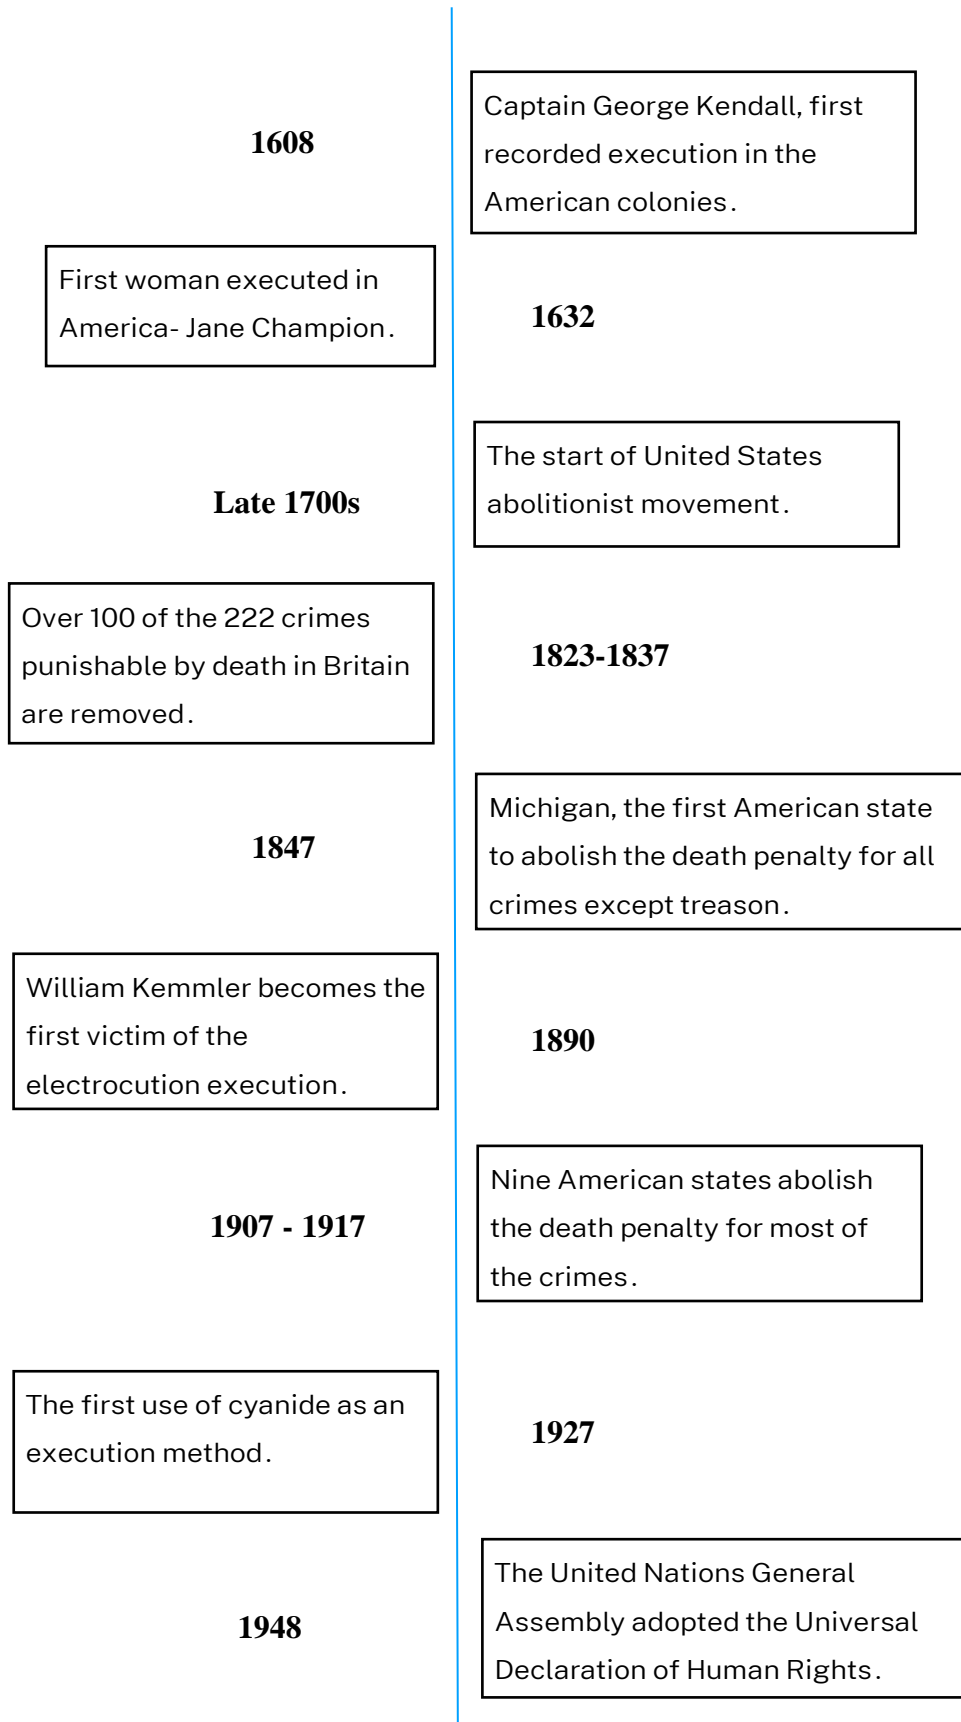 1608
Captain George Kendall, first
recorded execution in the
American colonies.
First woman executed in
America- Jane Champion.
1632
Late 1700s
The start of United States
abolitionist movement.
Over 100 of the 222 crimes
punishable by death in Britain
are removed.
1823-1837
1847
Michigan, the first American state
to abolish the death penalty for all
crimes except treason.
William Kemmler becomes the
first victim of the
electrocution execution.
1890
1907 - 1917
Nine American states abolish
the death penalty for most of
the crimes.
The first use of cyanide as an
execution method.
1927
1948
The United Nations General
Assembly adopted the Universal
Declaration of Human Rights.